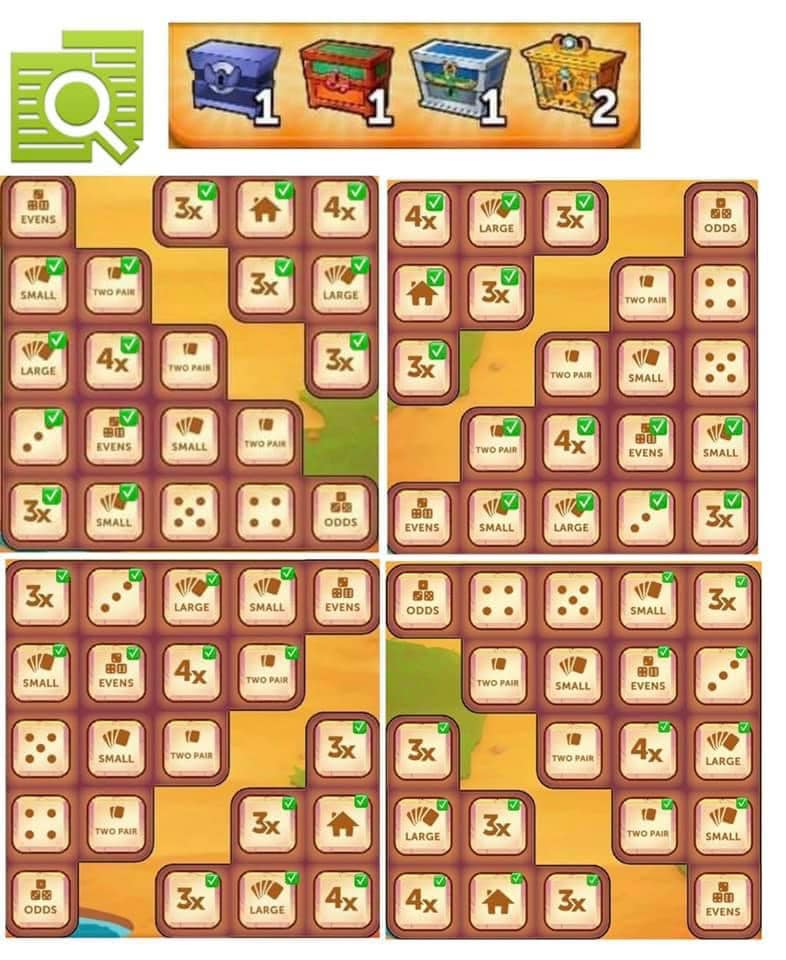 1 1 1 2
EVENS 3x 4x
SMALL TWO PAIR 3x LARGE
LARGE 4x TWO PAIR 3x
EVENS SMALL TWO PAIR
3x SMALL ODDS
4x LARGE 3x ODDS
3x TWO PAIR
3x TWO PAIR SMALL
TWO PAIR 4x EVENS SMALL
EVENS SMALL LARGE 3x
3x LARGE SMALL EVENS
SMALL EVENS 4x TWO PAIR
SMALL TWO PAIR 3x
TWO PAIR 3x
ODDS 3x LARGE 4x
ODDS SMALL 3x
TWO PAIR SMALL EVENS
3x TWO PAIR 4x LARGE
LARGE 3x TWO PAIR SMALL
4x 3x EVENS